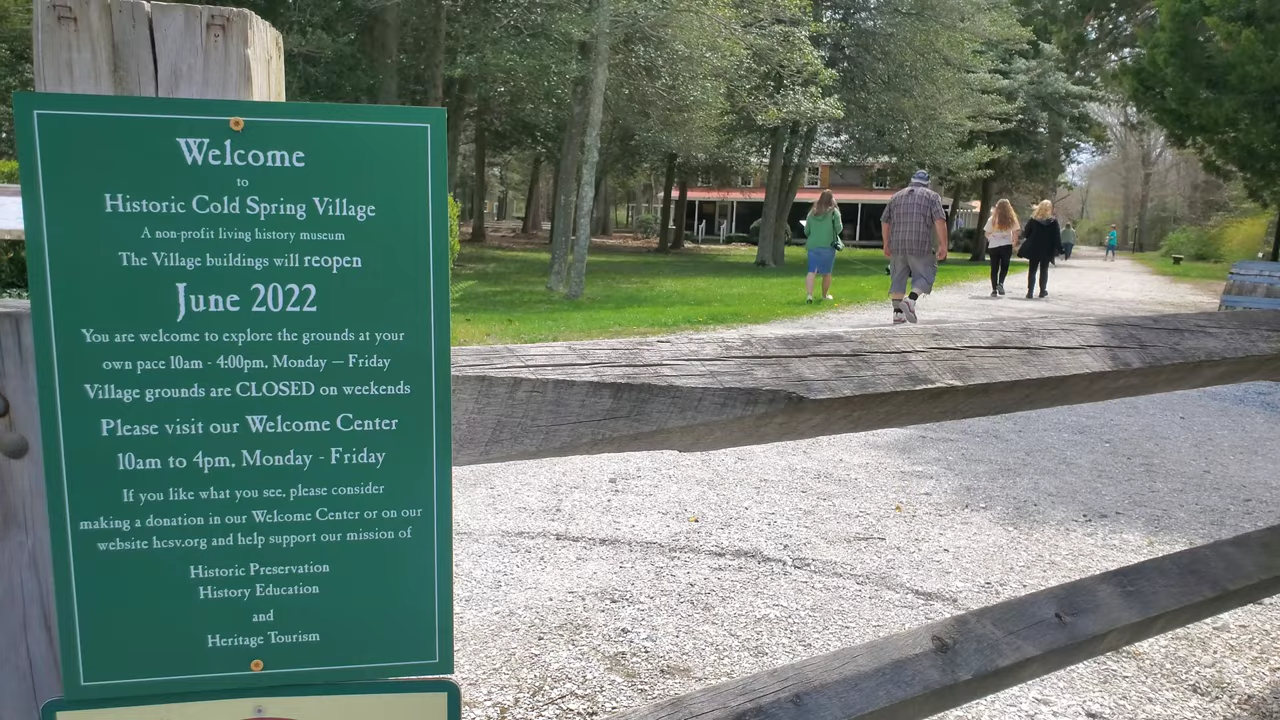 Welcome
to
Historic Cold Spring Village
A non-profit living history museum
The Village buildings will reopen
June 2022
You are welcome to explore the grounds at your
own pace 10am - 4:00pm, Monday – Friday
Village grounds are CLOSED on weekends
Please visit our Welcome Center
10am to 4pm, Monday - Friday
If you like what you see, please consider
making a donation in our Welcome Center or on our
website hcsv.org and help support our mission of
Historic Preservation
History Education
and
Heritage Tourism